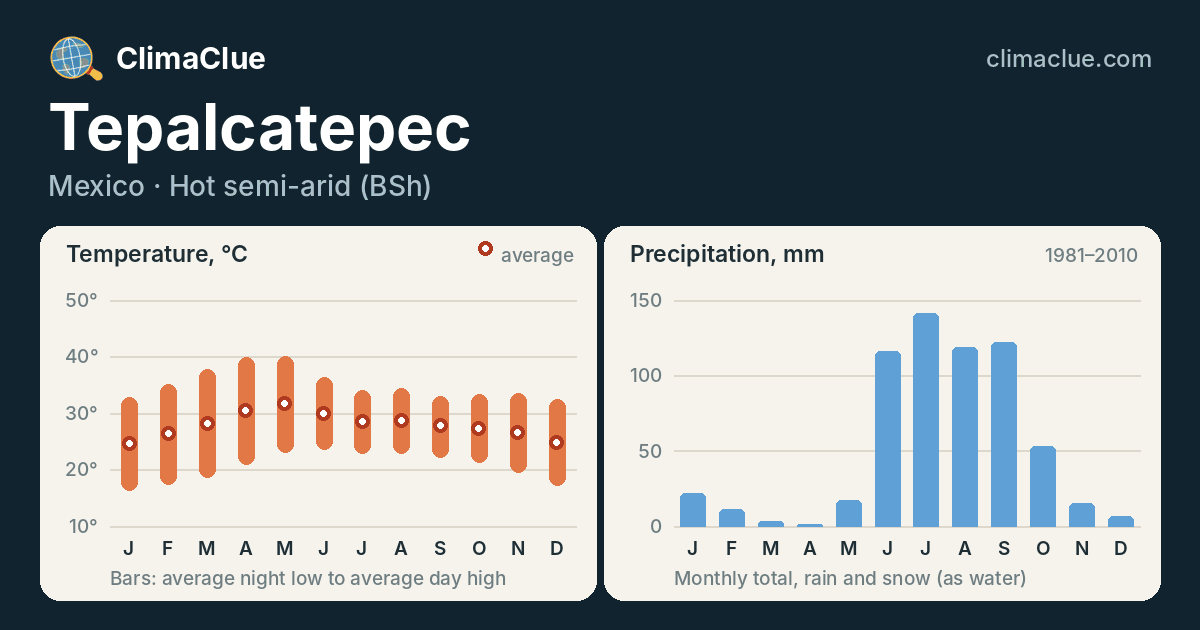 ClimaClue
climaclue.com
Tepalcatepec
Mexico · Hot semi-arid (BSh)
Temperature, °C
average
50°
40°
30°
20°
10°
J F M A M J J A S O N D
Bars: average night low to average day high
Precipitation, mm
1981–2010
150
100
50
0
J F M A M J J A S O N D
Monthly total, rain and snow (as water)